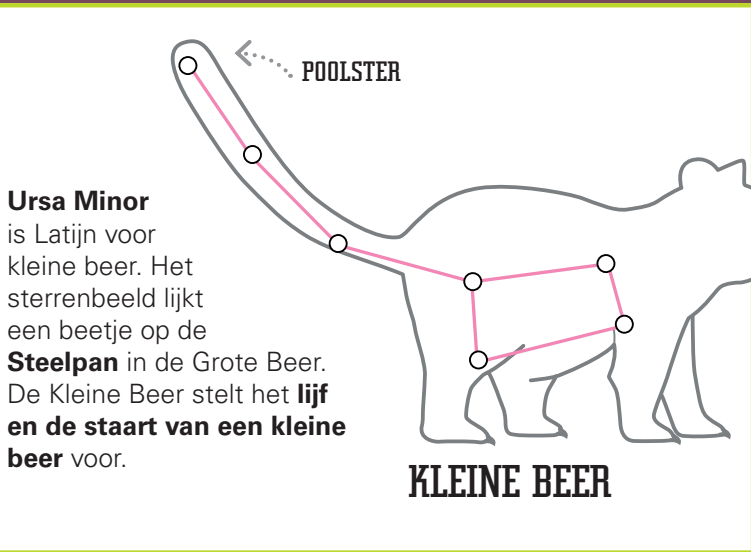 POOLSTER
Ursa Minor
is Latijn voor
kleine beer. Het
sterrenbeeld lijkt
een beetje op de
Steelpan in de Grote Beer.
De Kleine Beer stelt het lijf
en de staart van een kleine
beer voor.
KLEINE BEER